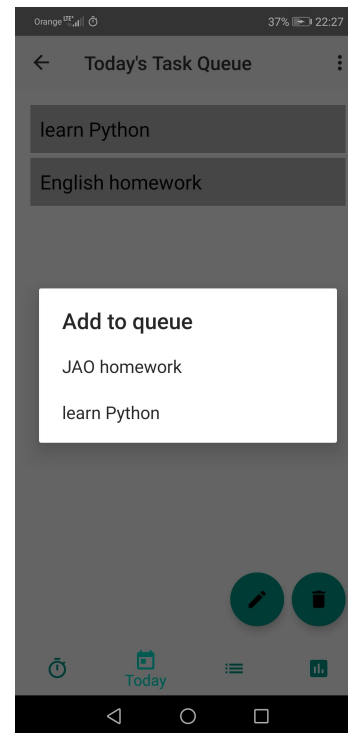 Orange LTE 37% 22:27
Today's Task Queue
learn Python
English homework
Add to queue
JAO homework
learn Python
Today